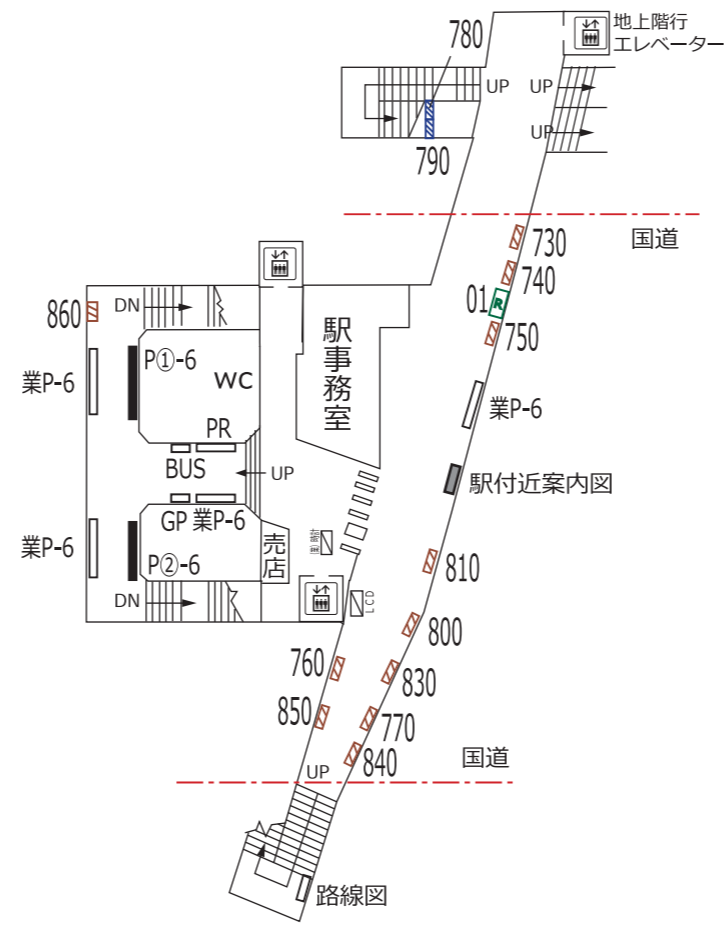 地上階行
エレベーター
780
UP
UP
UP
790
国道
730
740
01
R
750
860
DN
P①-6
業P-6
WC
駅事務室
業P-6
PR
BUS
UP
駅付近案内図
GP
業P-6
業P-6
P②-6
売店
DN
LCD
810
800
760
830
850
770
840
国道
UP
路線図